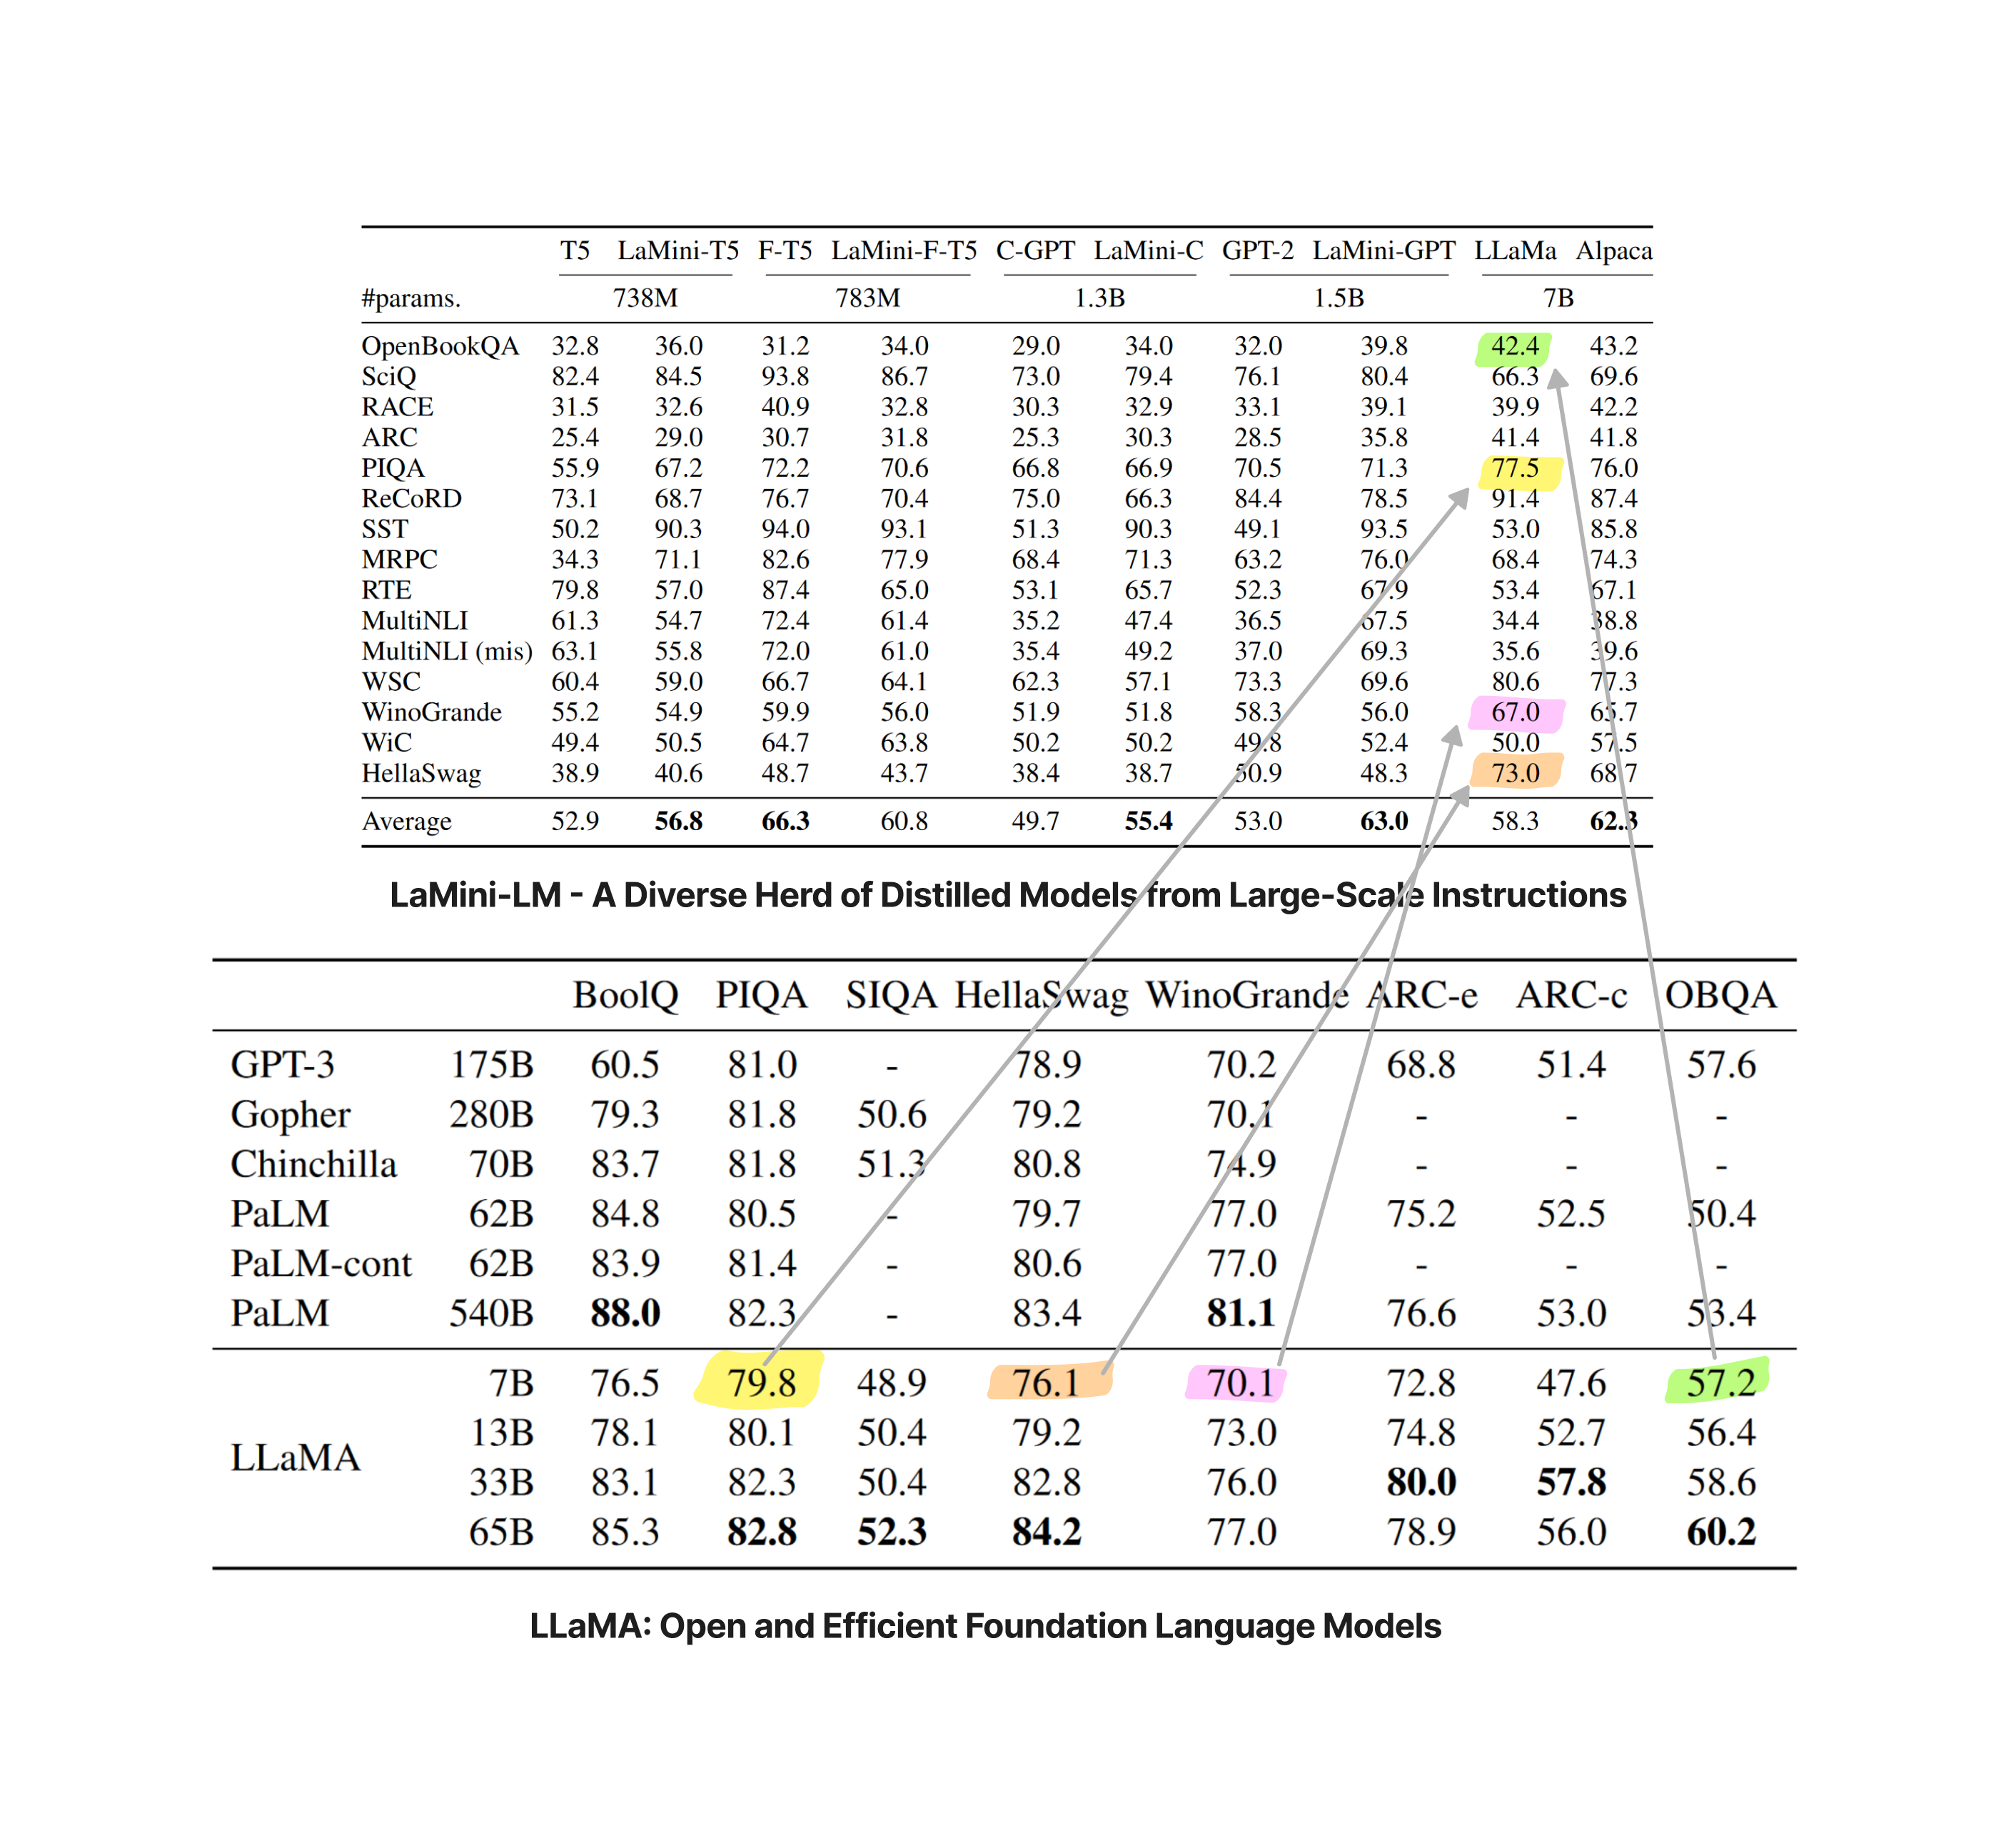 T5 LaMini-T5 F-T5 LaMini-F-T5 C-GPT LaMini-C GPT-2 LaMini-GPT LLaMa Alpaca
#params. 738M 783M 1.3B 1.5B 7B
OpenBookQA 32.8 36.0 31.2 34.0 29.0 34.0 32.0 39.8 42.4 43.2
SciQ 82.4 84.5 93.8 86.7 73.0 79.4 76.1 80.4 66.3 69.6
RACE 31.5 32.6 40.9 32.8 30.3 32.9 33.1 39.1 39.9 42.2
ARC 25.4 29.0 30.7 31.8 25.3 30.3 28.5 35.8 41.4 41.8
PIQA 55.9 67.2 72.2 70.6 66.8 66.9 70.5 71.3 77.5 76.0
ReCoRD 73.1 68.7 76.7 70.4 75.0 66.3 84.4 78.5 91.4 87.4
SST 50.2 90.3 94.0 93.1 51.3 90.3 49.1 93.5 53.0 85.8
MRPC 34.3 71.1 82.6 77.9 68.4 71.3 63.2 76.0 68.4 74.3
RTE 79.8 57.0 87.4 65.0 53.1 65.7 52.3 67.9 53.4 67.1
MultiNLI 61.3 54.7 72.4 61.4 35.2 47.4 36.5 67.5 34.4 38.8
MultiNLI (mis) 63.1 55.8 72.0 61.0 35.4 49.2 37.0 69.3 35.6 39.6
WSC 60.4 59.0 66.7 64.1 62.3 57.1 73.3 69.6 80.6 77.3
WinoGrande 55.2 54.9 59.9 56.0 51.9 51.8 58.3 56.0 67.0 65.7
WiC 49.4 50.5 64.7 63.8 50.2 50.2 49.8 52.4 50.0 57.5
HellaSwag 38.9 40.6 48.7 43.7 38.4 38.7 50.9 48.3 73.0 68.7
Average 52.9 56.8 66.3 60.8 49.7 55.4 53.0 63.0 58.3 62.3
LaMini-LM - A Diverse Herd of Distilled Models from Large-Scale Instructions
BoolQ PIQA SIQA HellaSwag WinoGrande ARC-e ARC-c OBQA
GPT-3 175B 60.5 81.0 - 78.9 70.2 68.8 51.4 57.6
Gopher 280B 79.3 81.8 50.6 79.2 70.1 - - -
Chinchilla 70B 83.7 81.8 51.3 80.8 74.9 - - -
PaLM 62B 84.8 80.5 - 79.7 77.0 75.2 52.5 50.4
PaLM-cont 62B 83.9 81.4 - 80.6 77.0 - - -
PaLM 540B 88.0 82.3 - 83.4 81.1 76.6 53.0 53.4
7B 76.5 79.8 48.9 76.1 70.1 72.8 47.6 57.2
13B 78.1 80.1 50.4 79.2 73.0 74.8 52.7 56.4
LLaMA
33B 83.1 82.3 50.4 82.8 76.0 80.0 57.8 58.6
65B 85.3 82.8 52.3 84.2 77.0 78.9 56.0 60.2
LLaMA: Open and Efficient Foundation Language Models